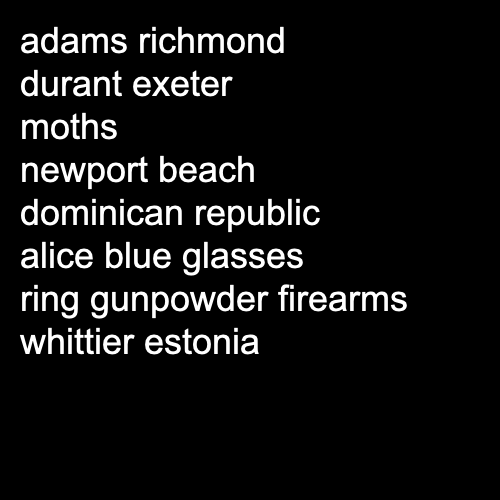 adams richmond
durant exeter
moths
newport beach
dominican republic
alice blue glasses
ring gunpowder firearms
whittier estonia